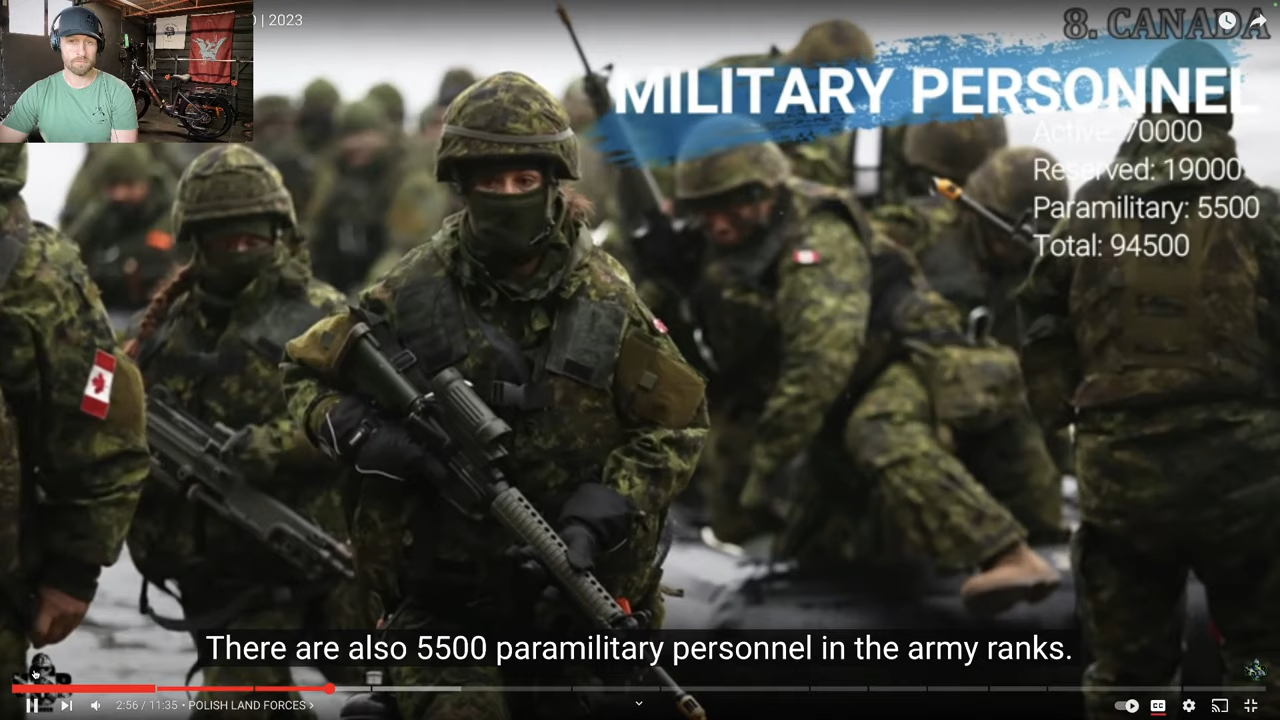 | 2023
8. CANADA
MILITARY PERSONNEL
Active: 70000
Reserved: 19000
Paramilitary: 5500
Total: 94500
There are also 5500 paramilitary personnel in the army ranks.
2:56 / 11:35 • POLISH LAND FORCES ›
CC